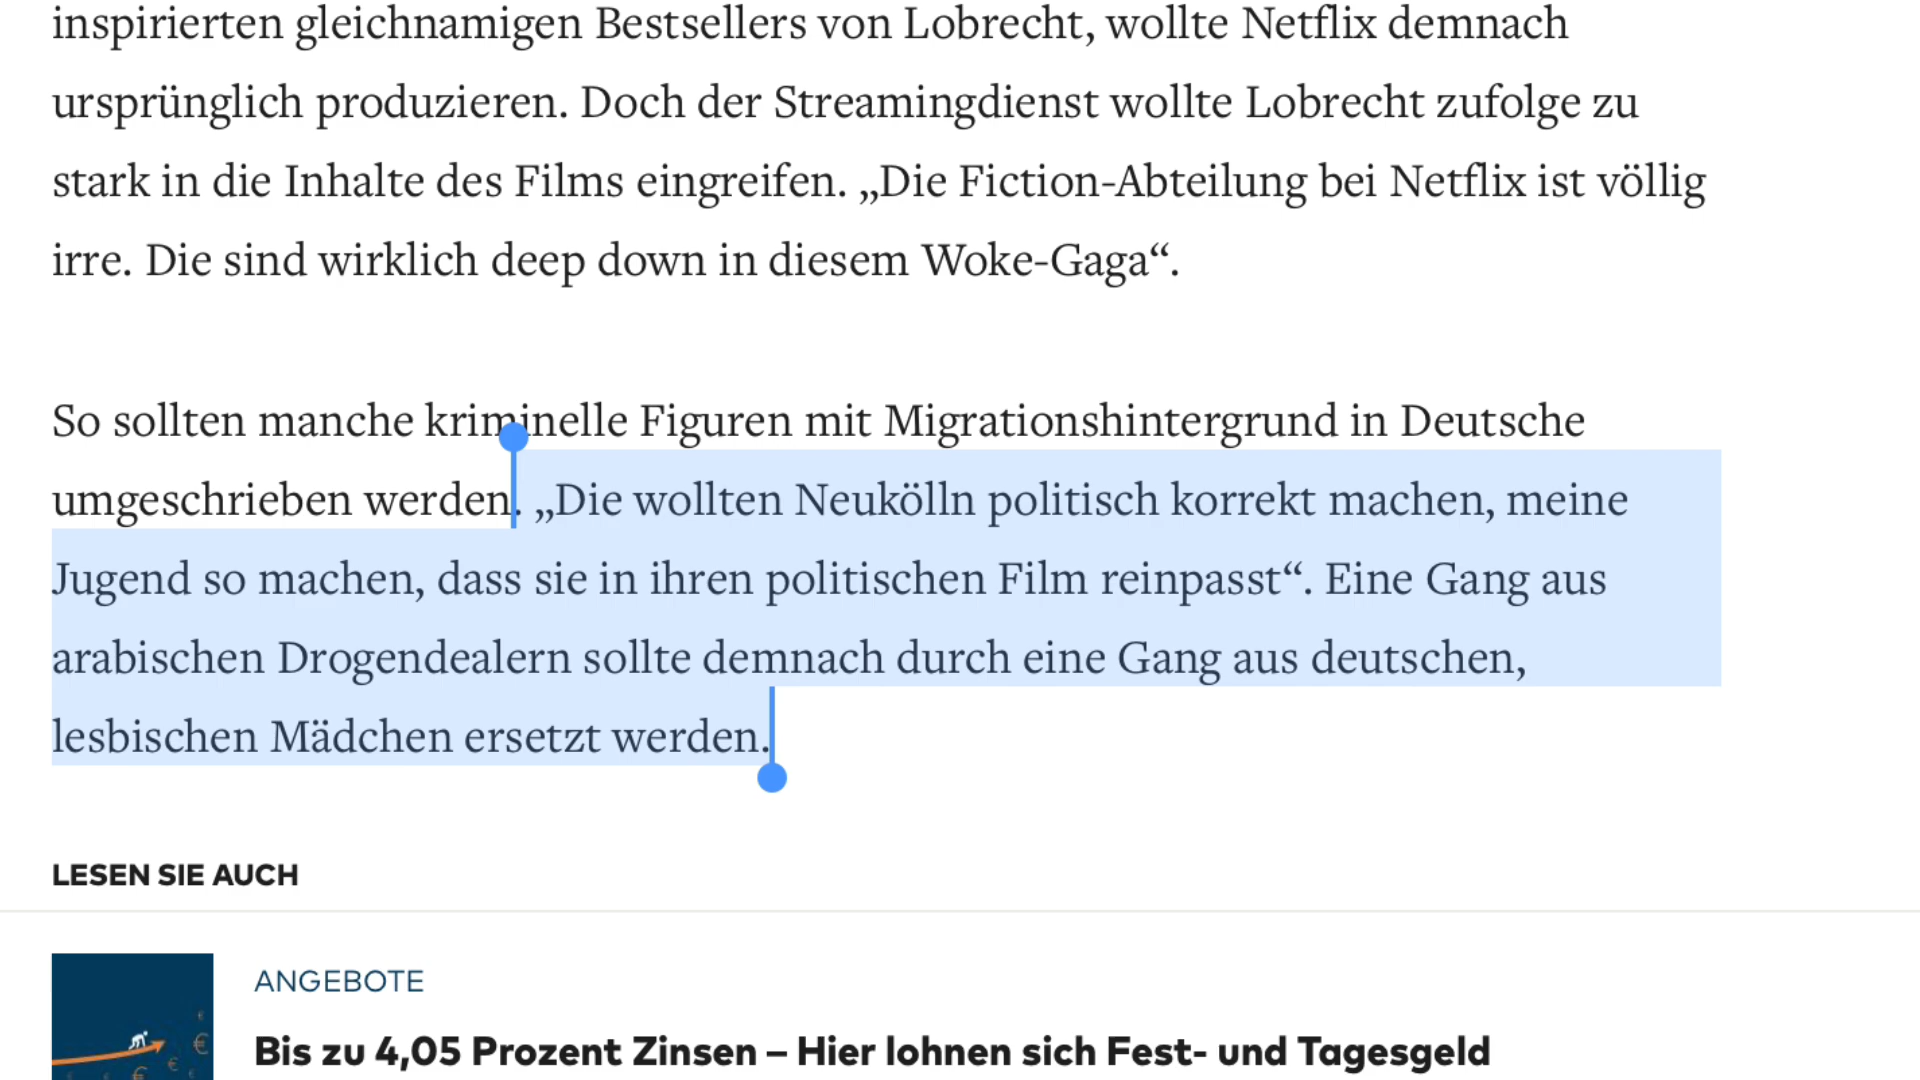 inspirierten gleichnamigen Bestsellers von Lobrecht, wollte Netflix demnach
ursprünglich produzieren. Doch der Streamingdienst wollte Lobrecht zufolge zu
stark in die Inhalte des Films eingreifen. „Die Fiction-Abteilung bei Netflix ist völlig
irre. Die sind wirklich deep down in diesem Woke-Gaga“.
So sollten manche kriminelle Figuren mit Migrationshintergrund in Deutsche
umgeschrieben werden. „Die wollten Neukölln politisch korrekt machen, meine
Jugend so machen, dass sie in ihren politischen Film reinpasst“. Eine Gang aus
arabischen Drogendealern sollte demnach durch eine Gang aus deutschen,
lesbischen Mädchen ersetzt werden.
LESEN SIE AUCH
ANGEBOTE
Bis zu 4,05 Prozent Zinsen – Hier lohnen sich Fest- und Tagesgeld